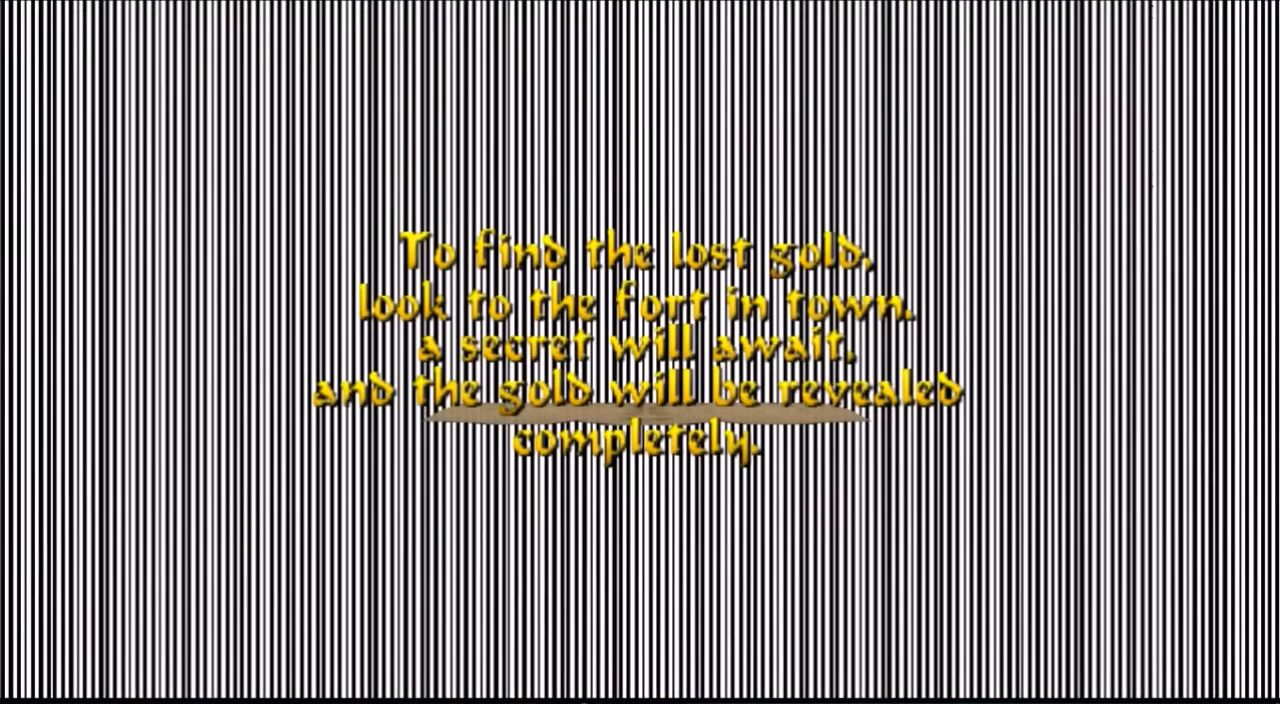 To find the lost gold,
look to the fort in town.
a secret will await,
and the gold will be revealed
completely.